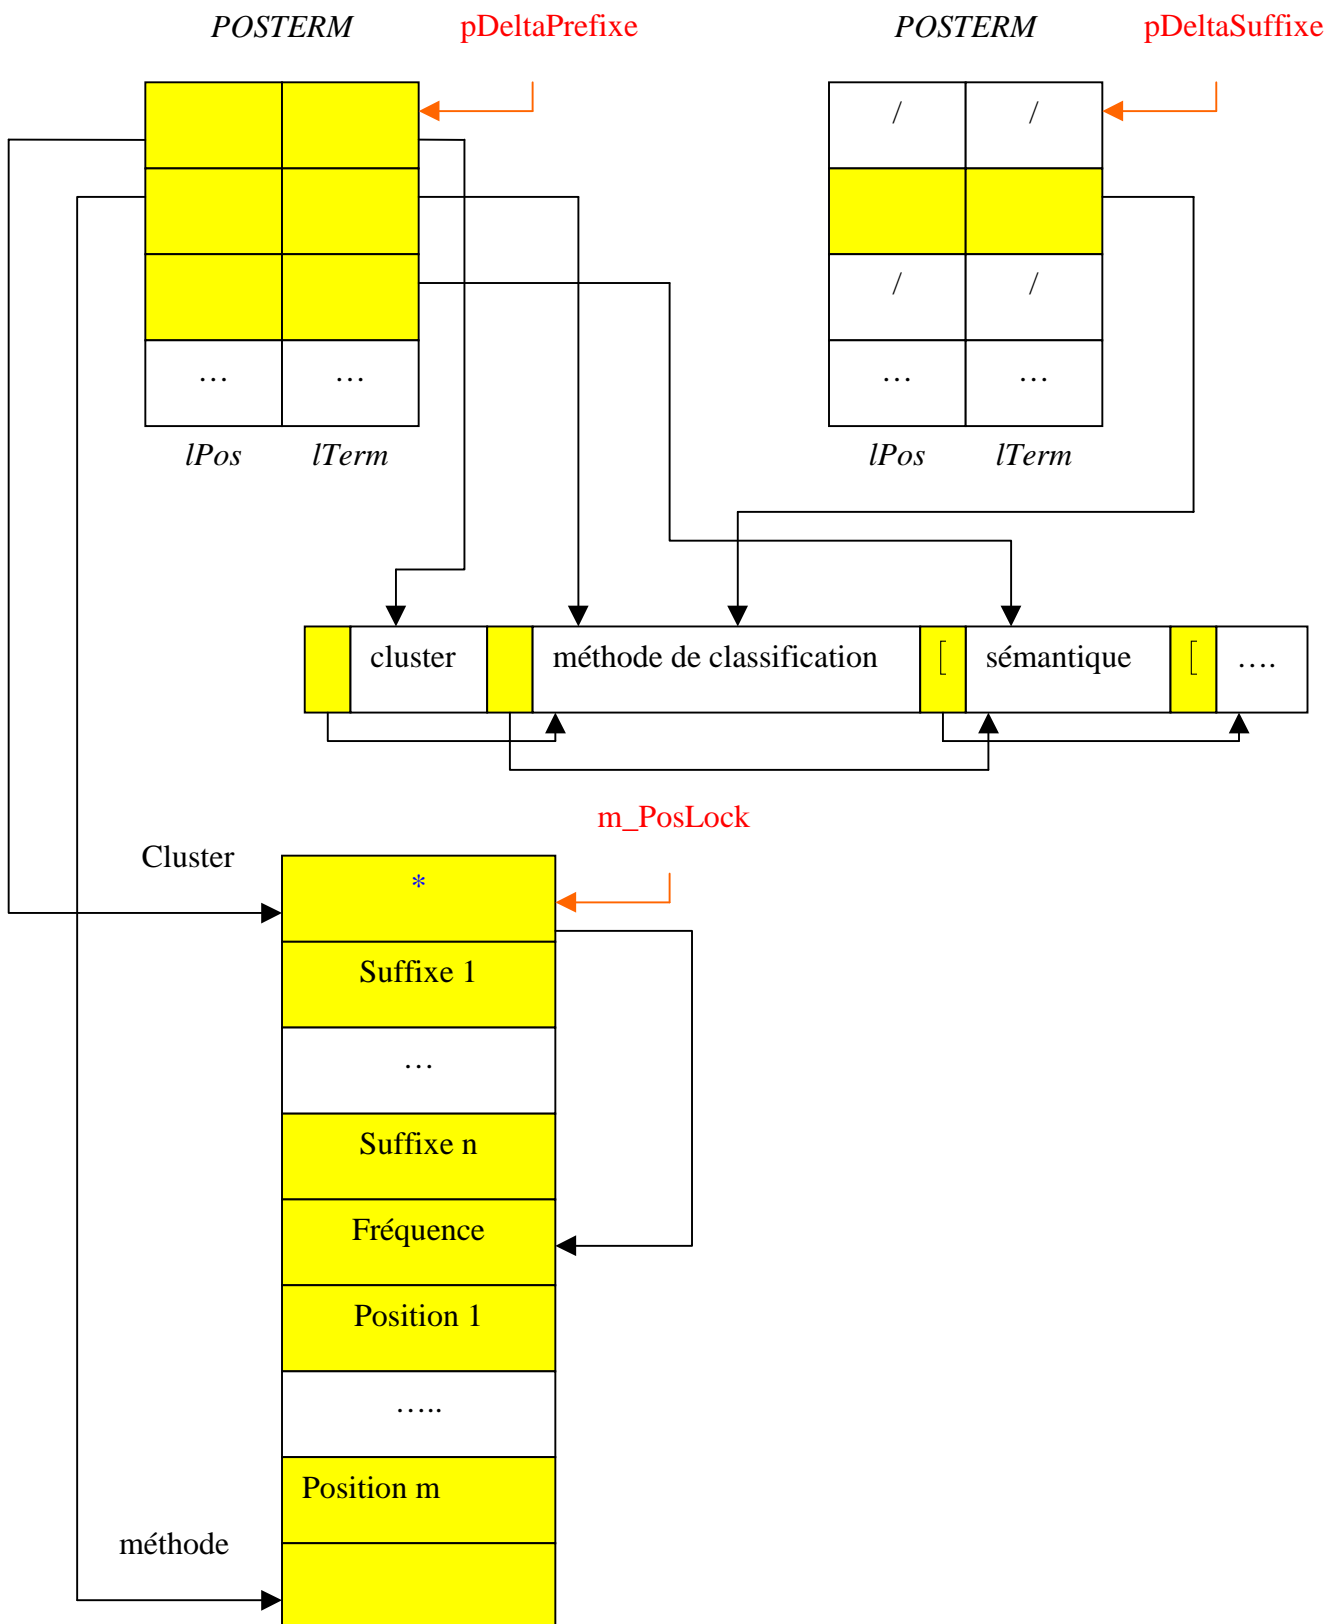 POSTERM pDeltaPrefixe POSTERM pDeltaSuffixe
/ /
/ /
… … … …
lPos lTerm lPos lTerm
cluster méthode de classification [ sémantique [ ….
m_PosLock
Cluster
*
Suffixe 1
…
Suffixe n
Fréquence
Position 1
…..
Position m
méthode